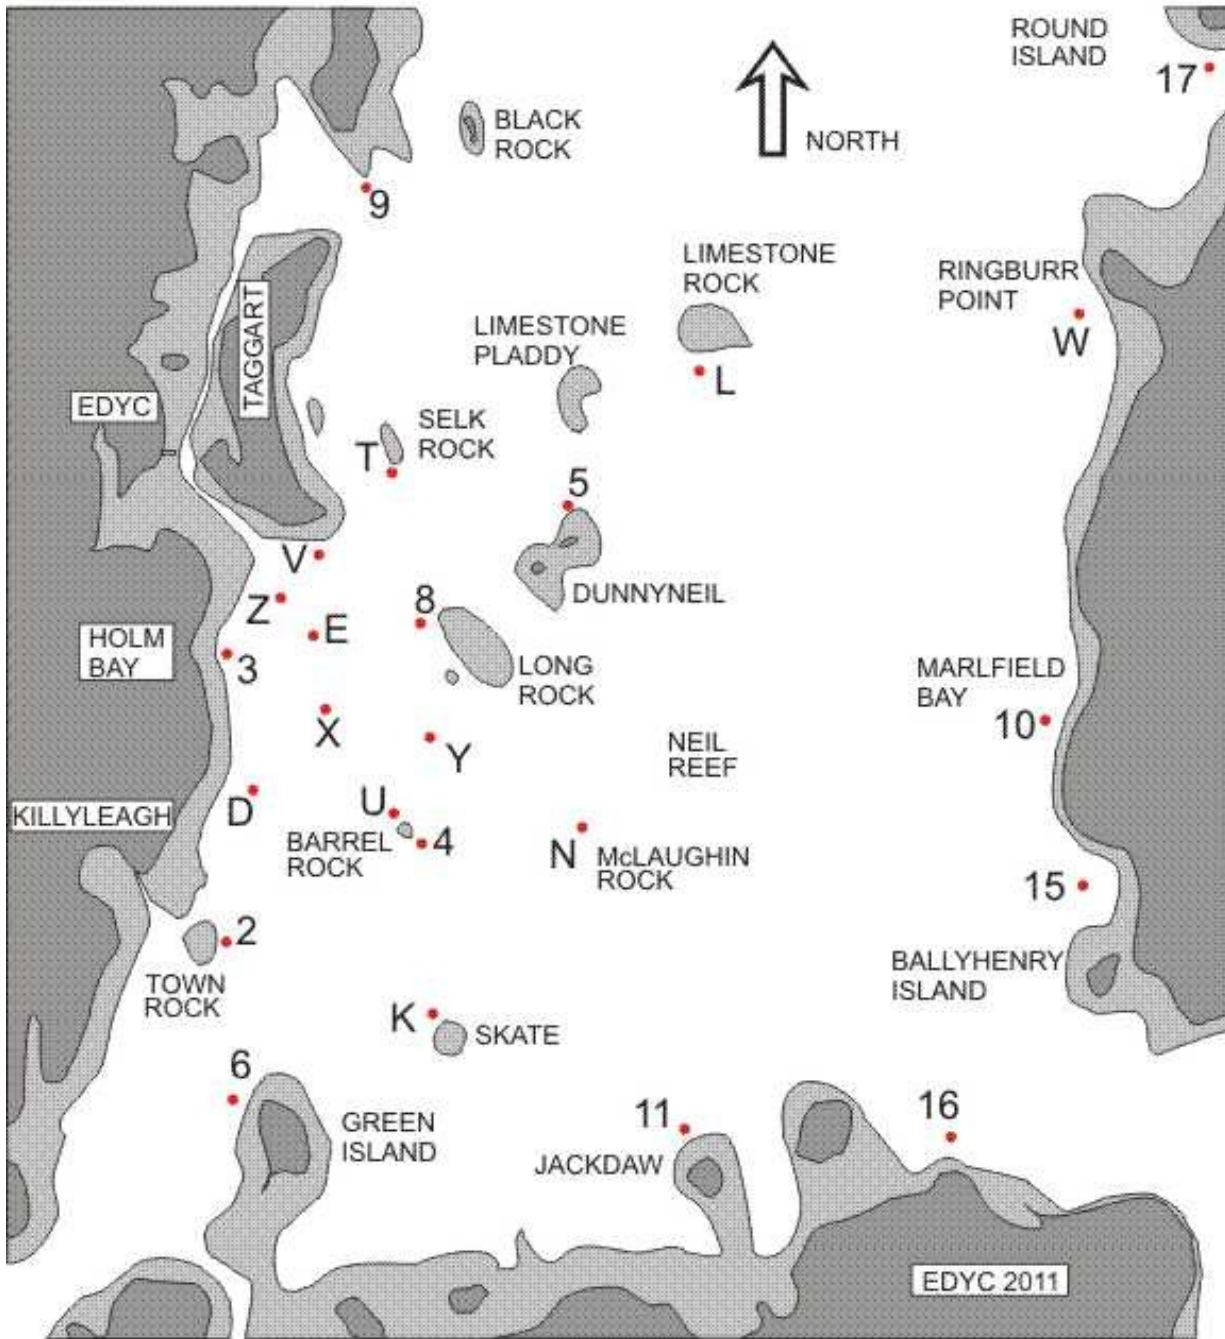 ROUND
ISLAND
17
BLACK
ROCK
NORTH
9
LIMESTONE
ROCK
RINGBURR
POINT
TAGGART
LIMESTONE
PLADDY
W
L
EDYC
SELK
ROCK
T
5
V
Z
DUNNYNEIL
8
E
HOLM
BAY
3
LONG
ROCK
MARLFIELD
BAY
10
X
Y
NEIL
REEF
D
U
KILLYLEAGH
BARREL
ROCK
4
N
McLAUGHIN
ROCK
15
2
TOWN
ROCK
BALLYHENRY
ISLAND
K
SKATE
6
GREEN
ISLAND
11
16
JACKDAW
EDYC 2011